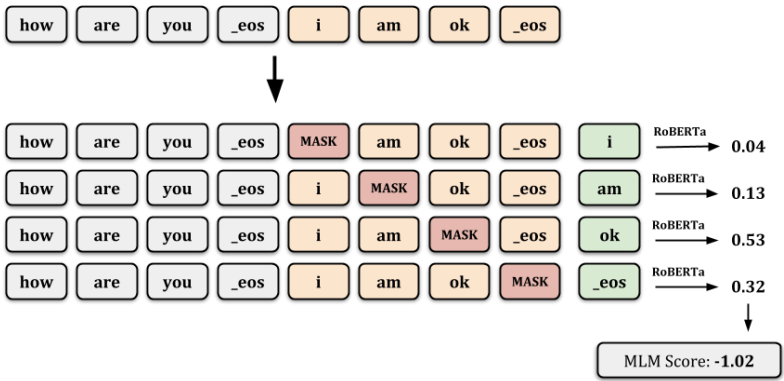 how are you _eos i am ok _eos
how are you _eos MASK am ok _eos i RoBERTa 0.04
how are you _eos i MASK ok _eos am RoBERTa 0.13
how are you _eos i am MASK _eos ok RoBERTa 0.53
how are you _eos i am ok MASK _eos RoBERTa 0.32
MLM Score: -1.02